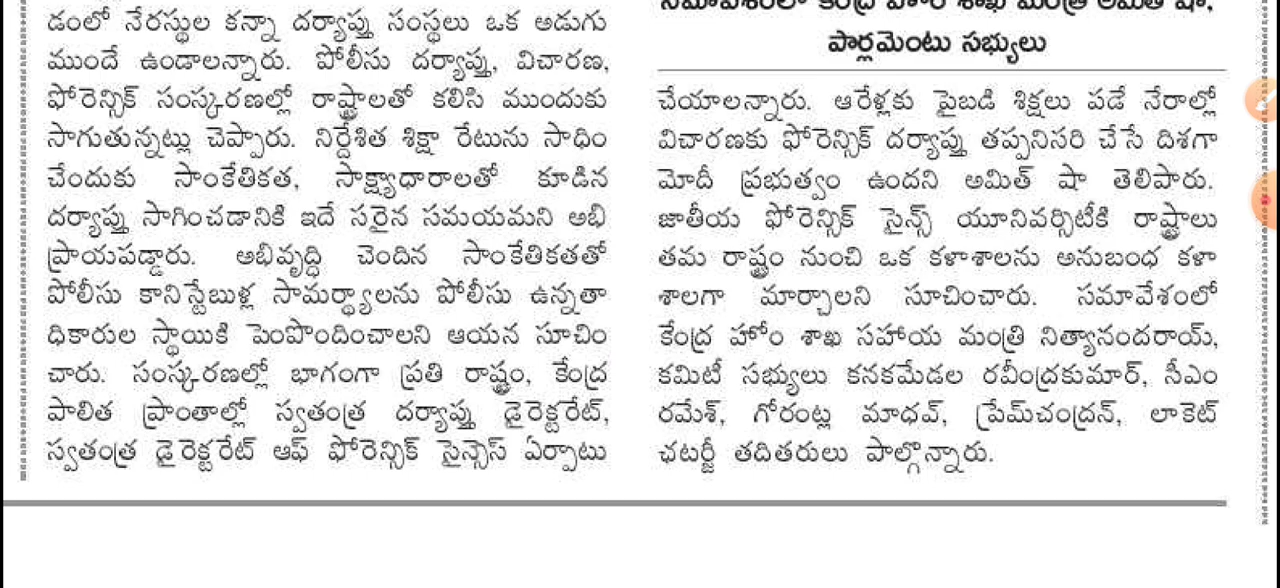 డంలో నేరస్థుల కన్నా దర్యాప్తు సంస్థలు ఒక అడుగు
ముందే ఉండాలన్నారు. పోలీసు దర్యాప్తు, విచారణ,
ఫోరెన్సిక్ సంస్కరణల్లో రాష్ట్రాలతో కలిసి ముందుకు
సాగుతున్నట్లు చెప్పారు. నిర్దేశిత శిక్షా రేటును సాధిం
చేందుకు సాంకేతికత, సాక్ష్యాధారాలతో కూడిన
దర్యాప్తు సాగించడానికి ఇదే సరైన సమయమని అభి
ప్రాయపడ్డారు. అభివృద్ధి చెందిన సాంకేతికతతో
పోలీసు కానిస్టేబుళ్ల సామర్థ్యాలను పోలీసు ఉన్నతా
ధికారుల స్థాయికి పెంపొందించాలని ఆయన సూచిం
చారు. సంస్కరణల్లో భాగంగా ప్రతి రాష్ట్రం, కేంద్ర
పాలిత ప్రాంతాల్లో స్వతంత్ర దర్యాప్తు డైరెక్టరేట్,
స్వతంత్ర డైరెక్టరేట్ ఆఫ్ ఫోరెన్సిక్ సైన్సెస్ ఏర్పాటు
సమావేశంలో కేంద్ర హోం శాఖ మంత్రి అమిత్ షా,
పార్లమెంటు సభ్యులు
చేయాలన్నారు. ఆరేళ్లకు పైబడి శిక్షలు పడే నేరాల్లో
విచారణకు ఫోరెన్సిక్ దర్యాప్తు తప్పనిసరి చేసే దిశగా
మోదీ ప్రభుత్వం ఉందని అమిత్ షా తెలిపారు.
జాతీయ ఫోరెన్సిక్ సైన్స్ యూనివర్సిటీకి రాష్ట్రాలు
తమ రాష్ట్రం నుంచి ఒక కళాశాలను అనుబంధ కళా
శాలగా మార్చాలని సూచించారు. సమావేశంలో
కేంద్ర హోం శాఖ సహాయ మంత్రి నిత్యానందరాయ్,
కమిటీ సభ్యులు కనకమేడల రవీంద్రకుమార్, సీఎం
రమేశ్, గోరంట్ల మాధవ్, ప్రేమ్‌చంద్రన్, లాకెట్
ఛటర్జీ తదితరులు పాల్గొన్నారు.